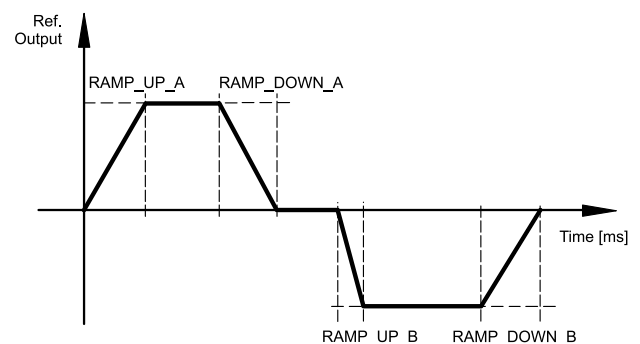 Ref.
Output
RAMP_UP_A
RAMP_DOWN_A
Time [ms]
RAMP_UP_B
RAMP_DOWN_B